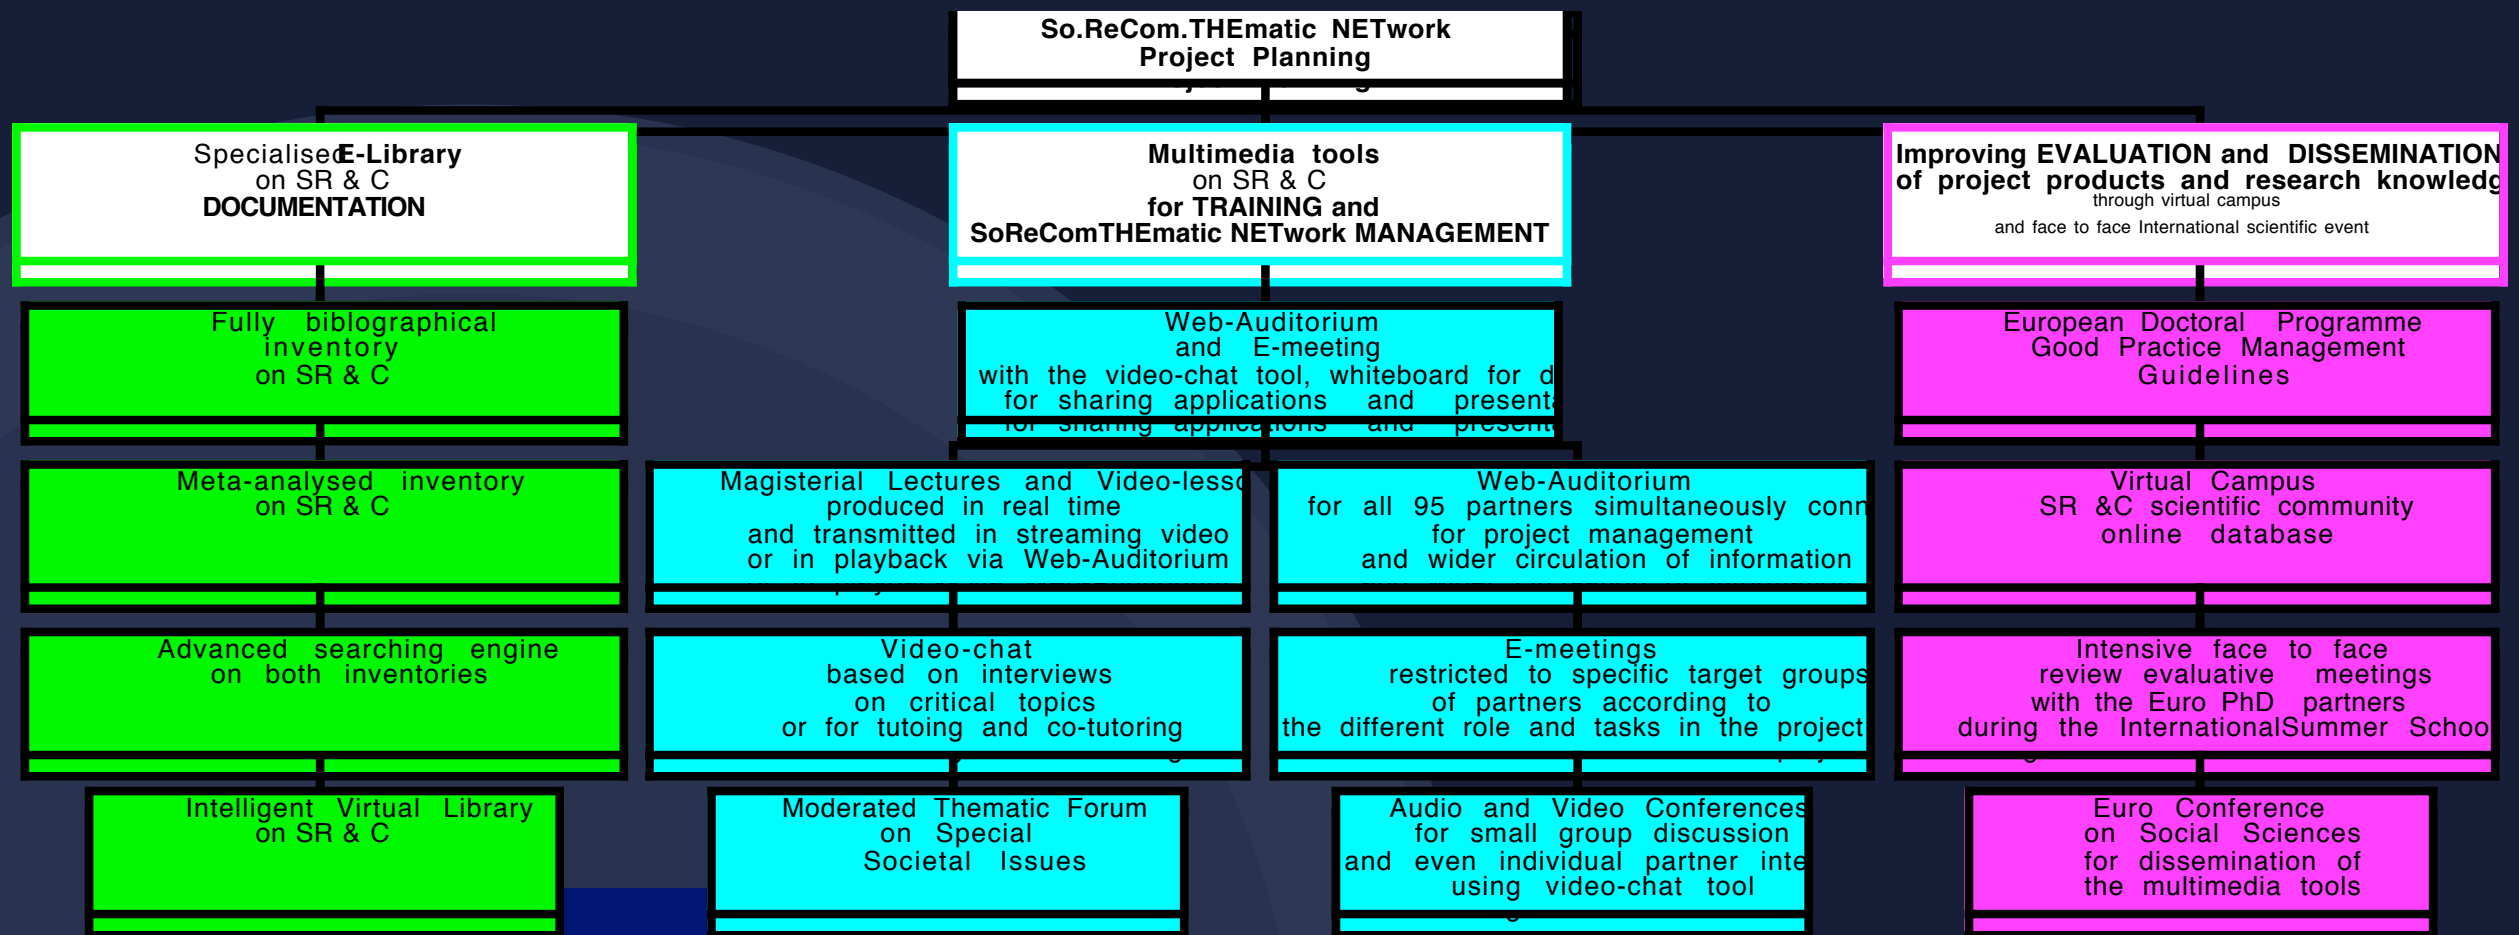 So.ReCom.THEmatic NETwork
Project Planning
Specialised E-Library
on SR & C
DOCUMENTATION
Multimedia tools
on SR & C
for TRAINING and
SoReComTHEmatic NETwork MANAGEMENT
Improving EVALUATION and DISSEMINATION
of project products and research knowledg
through virtual campus
and face to face International scientific event
Fully biblographical
inventory
on SR & C
Web-Auditorium
and E-meeting
with the video-chat tool, whiteboard for d
for sharing applications and present
European Doctoral Programme
Good Practice Management
Guidelines
Meta-analysed inventory
on SR & C
Magisterial Lectures and Video-lesso
produced in real time
and transmitted in streaming video
or in playback via Web-Auditorium
Web-Auditorium
for all 95 partners simultaneously conn
for project management
and wider circulation of information
Virtual Campus
SR &C scientific community
online database
Advanced searching engine
on both inventories
Video-chat
based on interviews
on critical topics
or for tutoing and co-tutoring
E-meetings
restricted to specific target groups
of partners according to
the different role and tasks in the project
Intensive face to face
review evaluative meetings
with the Euro PhD partners
during the InternationalSummer Schoo
Intelligent Virtual Library
on SR & C
Moderated Thematic Forum
on Special
Societal Issues
Audio and Video Conferences
for small group discussion
and even individual partner inte
using video-chat tool
Euro Conference
on Social Sciences
for dissemination of
the multimedia tools